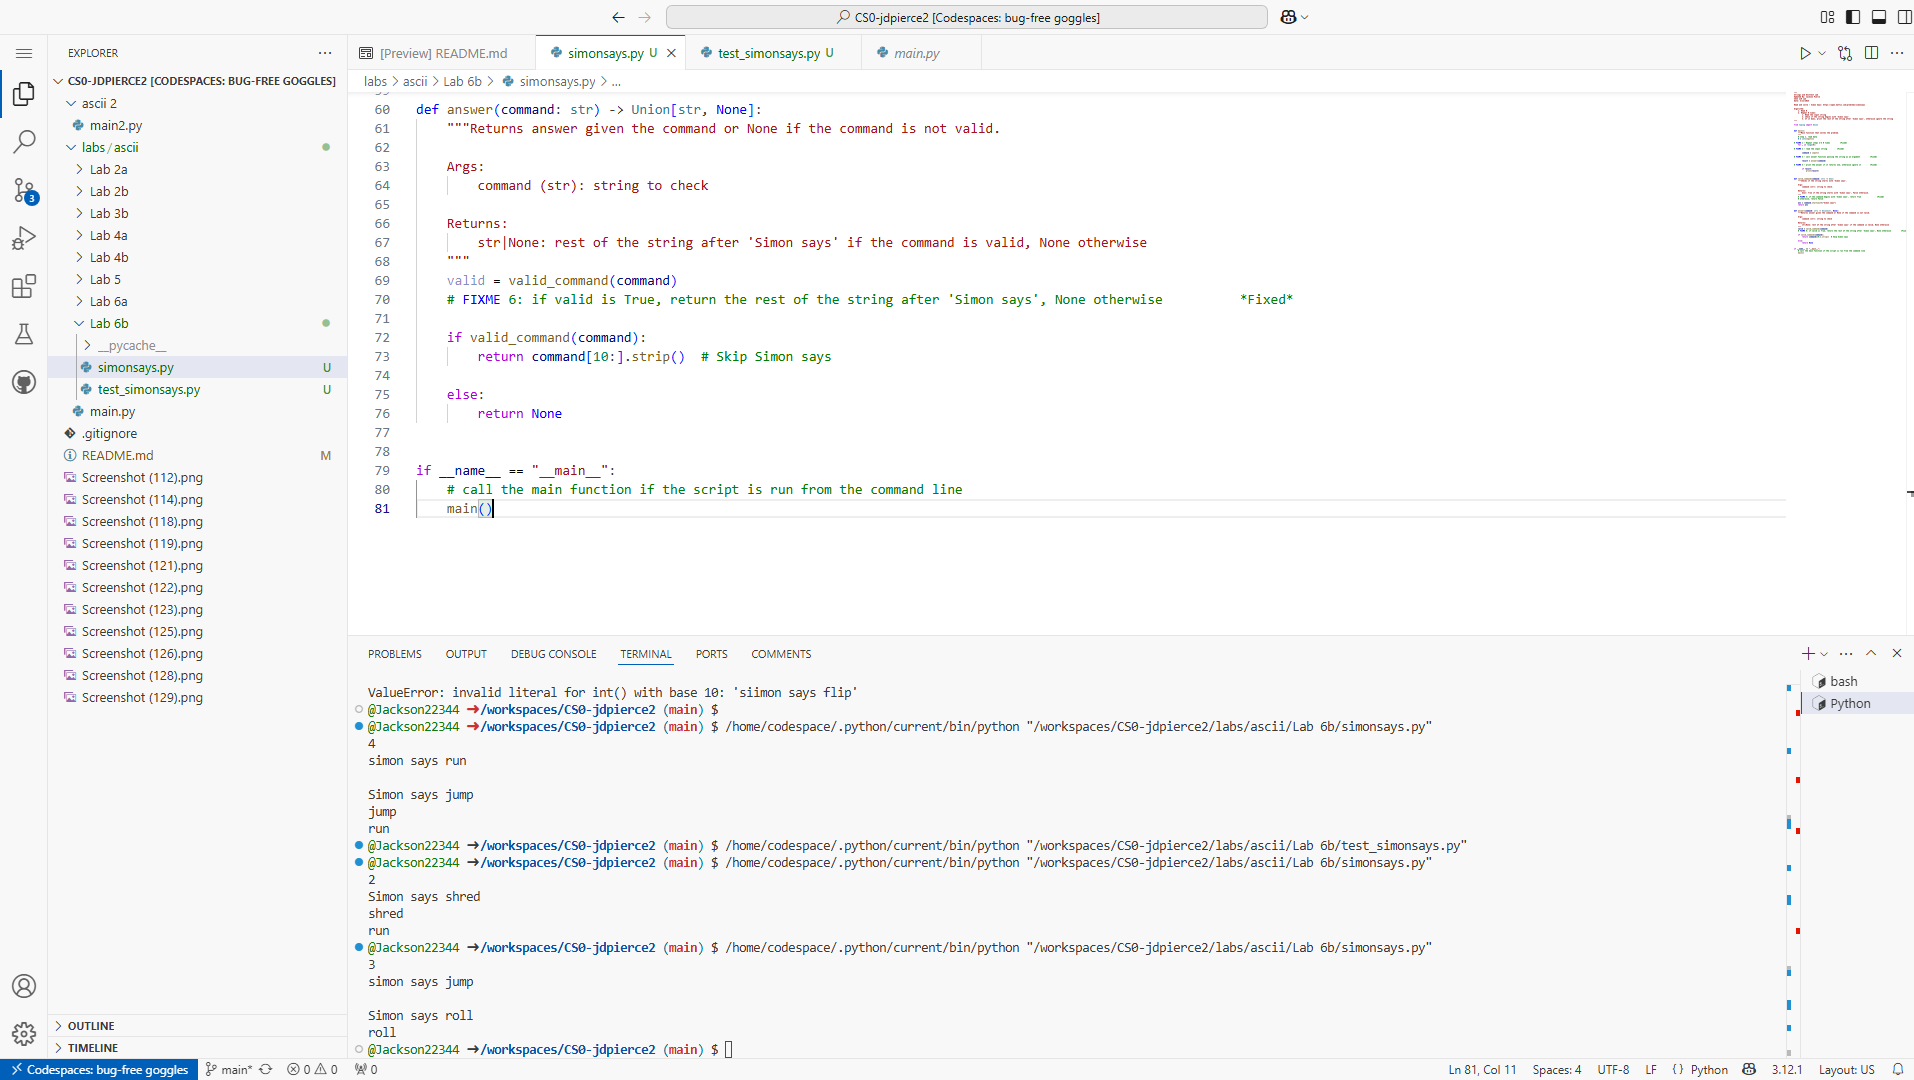 CS0-jdpierce2 [Codespaces: bug-free goggles]
EXPLORER
CS0-JDPIERCE2 [CODESPACES: BUG-FREE GOGGLES]
ascii 2
main2.py
labs / ascii
Lab 2a
Lab 2b
Lab 3b
Lab 4a
Lab 4b
Lab 5
Lab 6a
Lab 6b
__pycache__
simonsays.py U
test_simonsays.py U
main.py
.gitignore
README.md M
Screenshot (112).png
Screenshot (114).png
Screenshot (118).png
Screenshot (119).png
Screenshot (121).png
Screenshot (122).png
Screenshot (123).png
Screenshot (125).png
Screenshot (126).png
Screenshot (128).png
Screenshot (129).png
OUTLINE
TIMELINE
3
[Preview] README.md simonsays.py U test_simonsays.py U main.py
labs > ascii > Lab 6b > simonsays.py > ...
60 def answer(command: str) -> Union[str, None]:
61 """Returns answer given the command or None if the command is not valid.
62
63 Args:
64 command (str): string to check
65
66 Returns:
67 str|None: rest of the string after 'Simon says' if the command is valid, None otherwise
68 """
69 valid = valid_command(command)
70 # FIXME 6: if valid is True, return the rest of the string after 'Simon says', None otherwise *Fixed*
71
72 if valid_command(command):
73 return command[10:].strip() # Skip Simon says
74
75 else:
76 return None
77
78
79 if __name__ == "__main__":
80 # call the main function if the script is run from the command line
81 main()
PROBLEMS OUTPUT DEBUG CONSOLE TERMINAL PORTS COMMENTS
ValueError: invalid literal for int() with base 10: 'siimon says flip'
@Jackson22344 ➜/workspaces/CS0-jdpierce2 (main) $
@Jackson22344 ➜/workspaces/CS0-jdpierce2 (main) $ /home/codespace/.python/current/bin/python "/workspaces/CS0-jdpierce2/labs/ascii/Lab 6b/simonsays.py"
4
simon says run
Simon says jump
jump
run
@Jackson22344 ➜/workspaces/CS0-jdpierce2 (main) $ /home/codespace/.python/current/bin/python "/workspaces/CS0-jdpierce2/labs/ascii/Lab 6b/test_simonsays.py"
@Jackson22344 ➜/workspaces/CS0-jdpierce2 (main) $ /home/codespace/.python/current/bin/python "/workspaces/CS0-jdpierce2/labs/ascii/Lab 6b/simonsays.py"
2
Simon says shred
shred
run
@Jackson22344 ➜/workspaces/CS0-jdpierce2 (main) $ /home/codespace/.python/current/bin/python "/workspaces/CS0-jdpierce2/labs/ascii/Lab 6b/simonsays.py"
3
simon says jump
Simon says roll
roll
@Jackson22344 ➜/workspaces/CS0-jdpierce2 (main) $
bash
Python
Codespaces: bug-free goggles main* 0 0 0 Ln 81, Col 11 Spaces: 4 UTF-8 LF { } Python 3.12.1 Layout: US